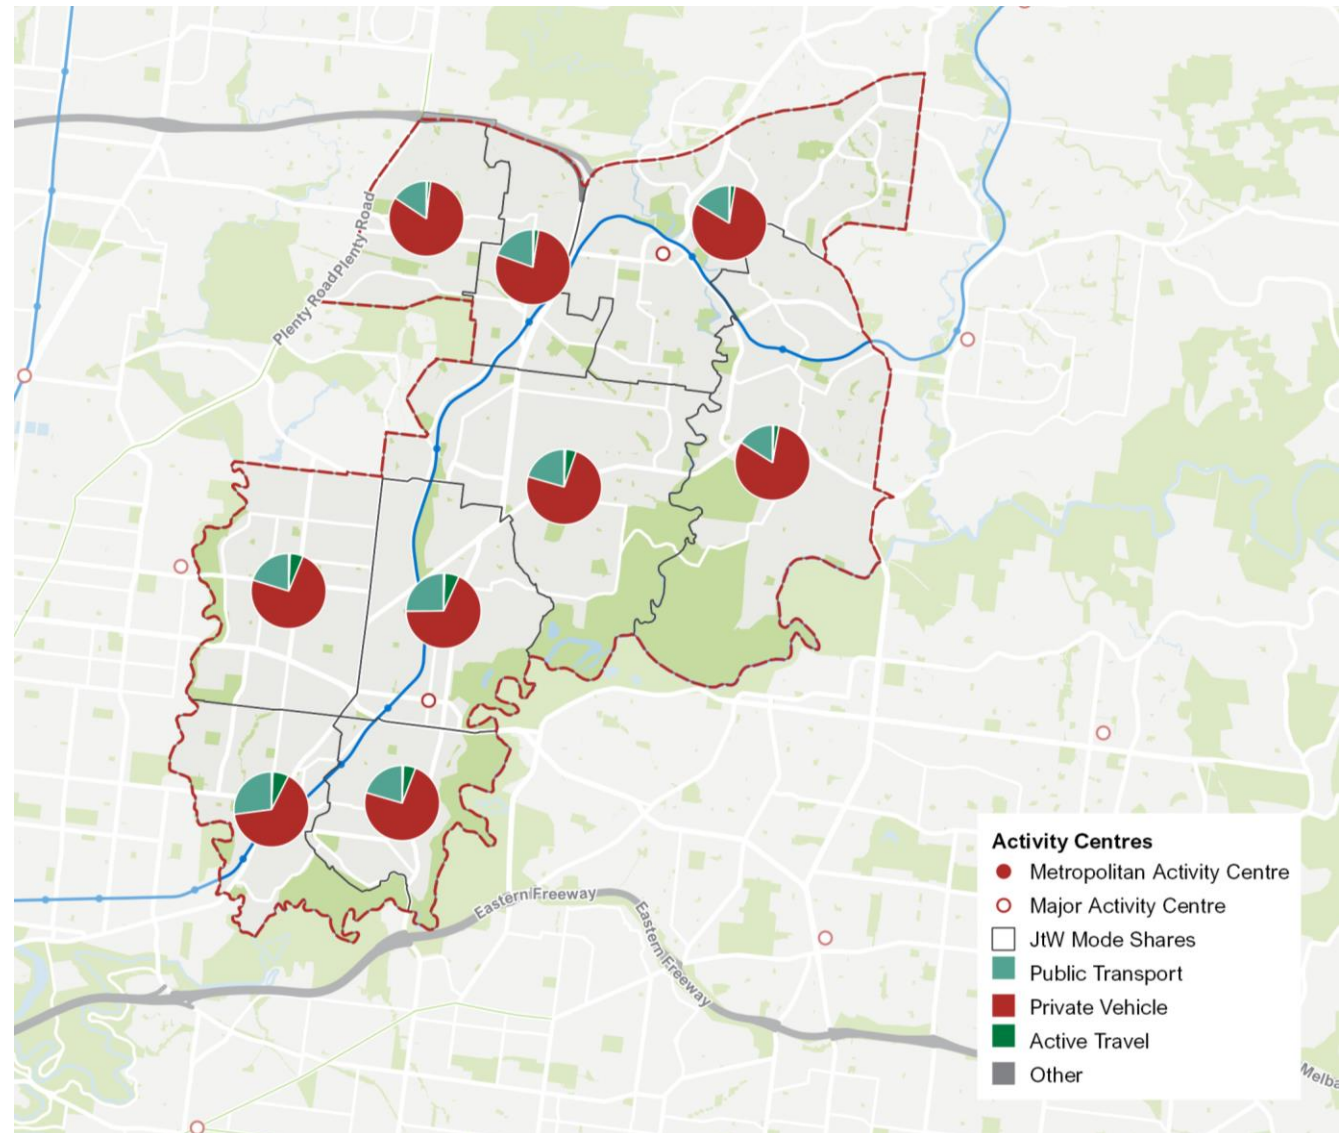 Plenty Road
Plenty Road
Eastern Freeway
Eastern Freeway
Activity Centres
Metropolitan Activity Centre
Major Activity Centre
JtW Mode Shares
Public Transport
Private Vehicle
Active Travel
Other
Melba